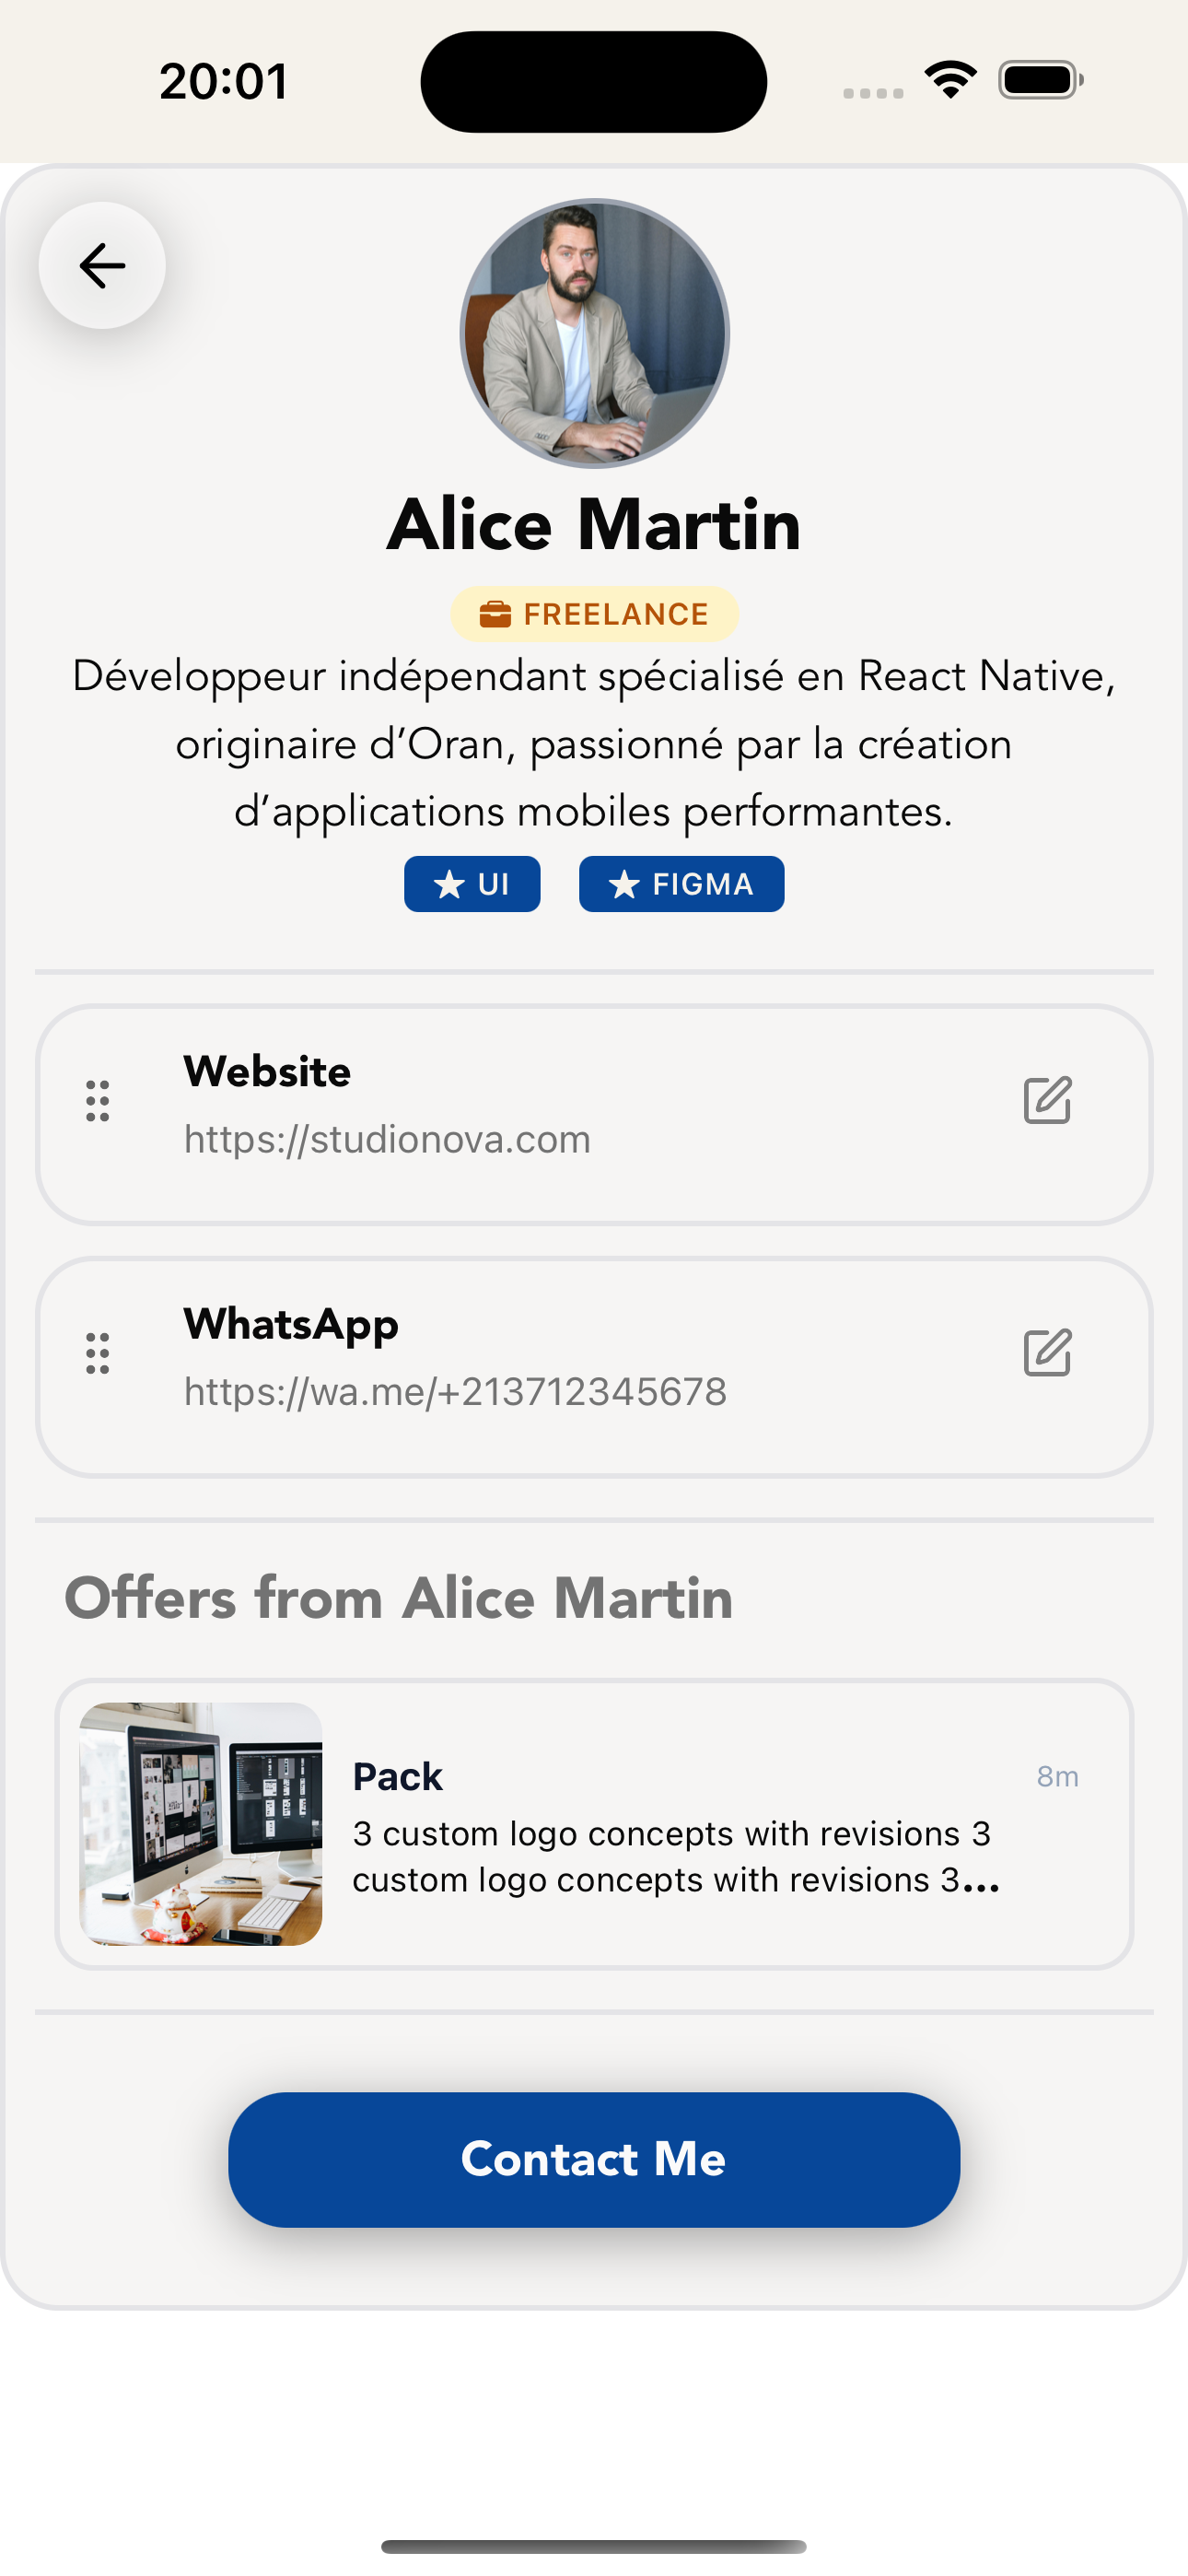 20:01
Alice Martin
FREELANCE
Développeur indépendant spécialisé en React Native,
originaire d’Oran, passionné par la création
d’applications mobiles performantes.
UI
FIGMA
Website
https://studionova.com
WhatsApp
https://wa.me/+213712345678
Offers from Alice Martin
Pack
8m
3 custom logo concepts with revisions 3
custom logo concepts with revisions 3...
Contact Me